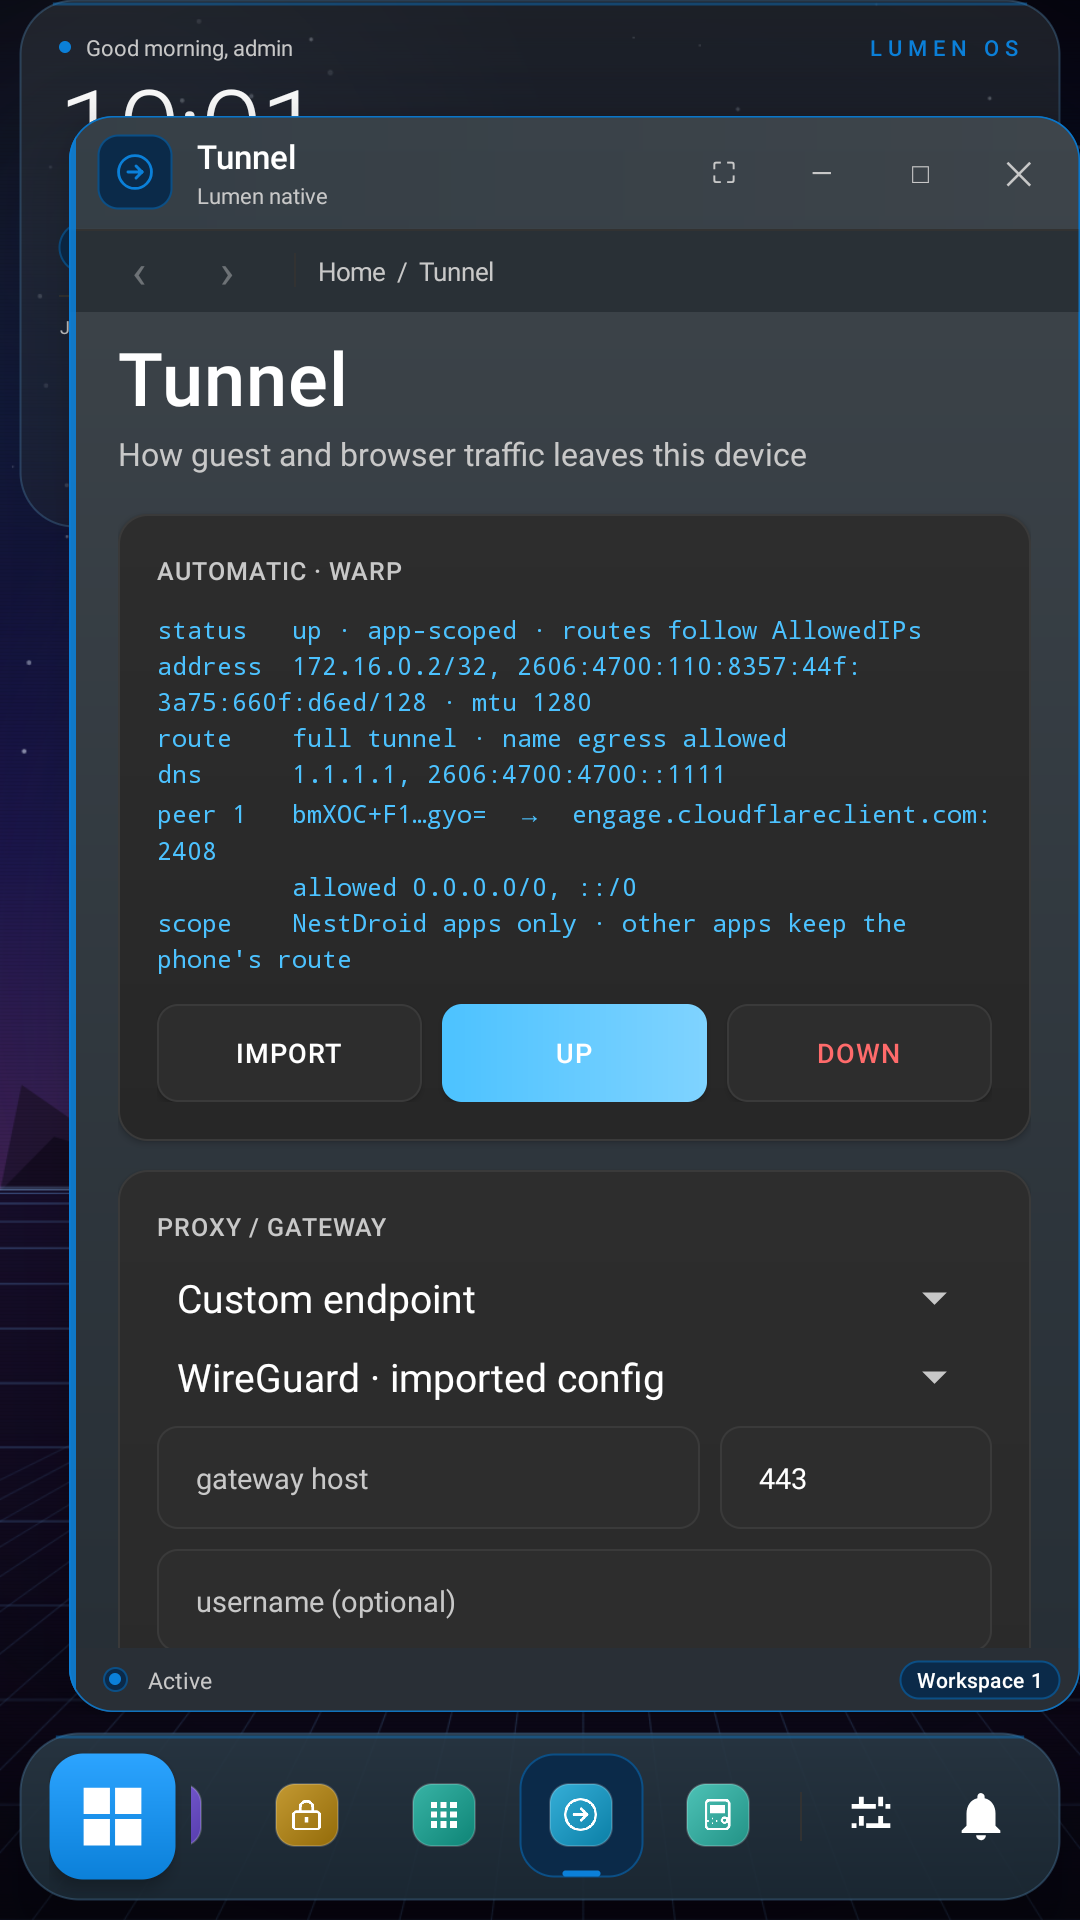 Good morning, admin
LUMEN OS
10:01
Tunnel
Lumen native
Home / Tunnel
J
Tunnel
How guest and browser traffic leaves this device
AUTOMATIC · WARP
status up · app-scoped · routes follow AllowedIPs
address 172.16.0.2/32, 2606:4700:110:8357:44f:
3a75:660f:d6ed/128 · mtu 1280
route full tunnel · name egress allowed
dns 1.1.1.1, 2606:4700:4700::1111
peer 1 bmXOC+F1…gyo= → engage.cloudflareclient.com:
2408
allowed 0.0.0.0/0, ::/0
scope NestDroid apps only · other apps keep the
phone's route
IMPORT
UP
DOWN
PROXY / GATEWAY
Custom endpoint
WireGuard · imported config
gateway host
443
username (optional)
Active
Workspace 1